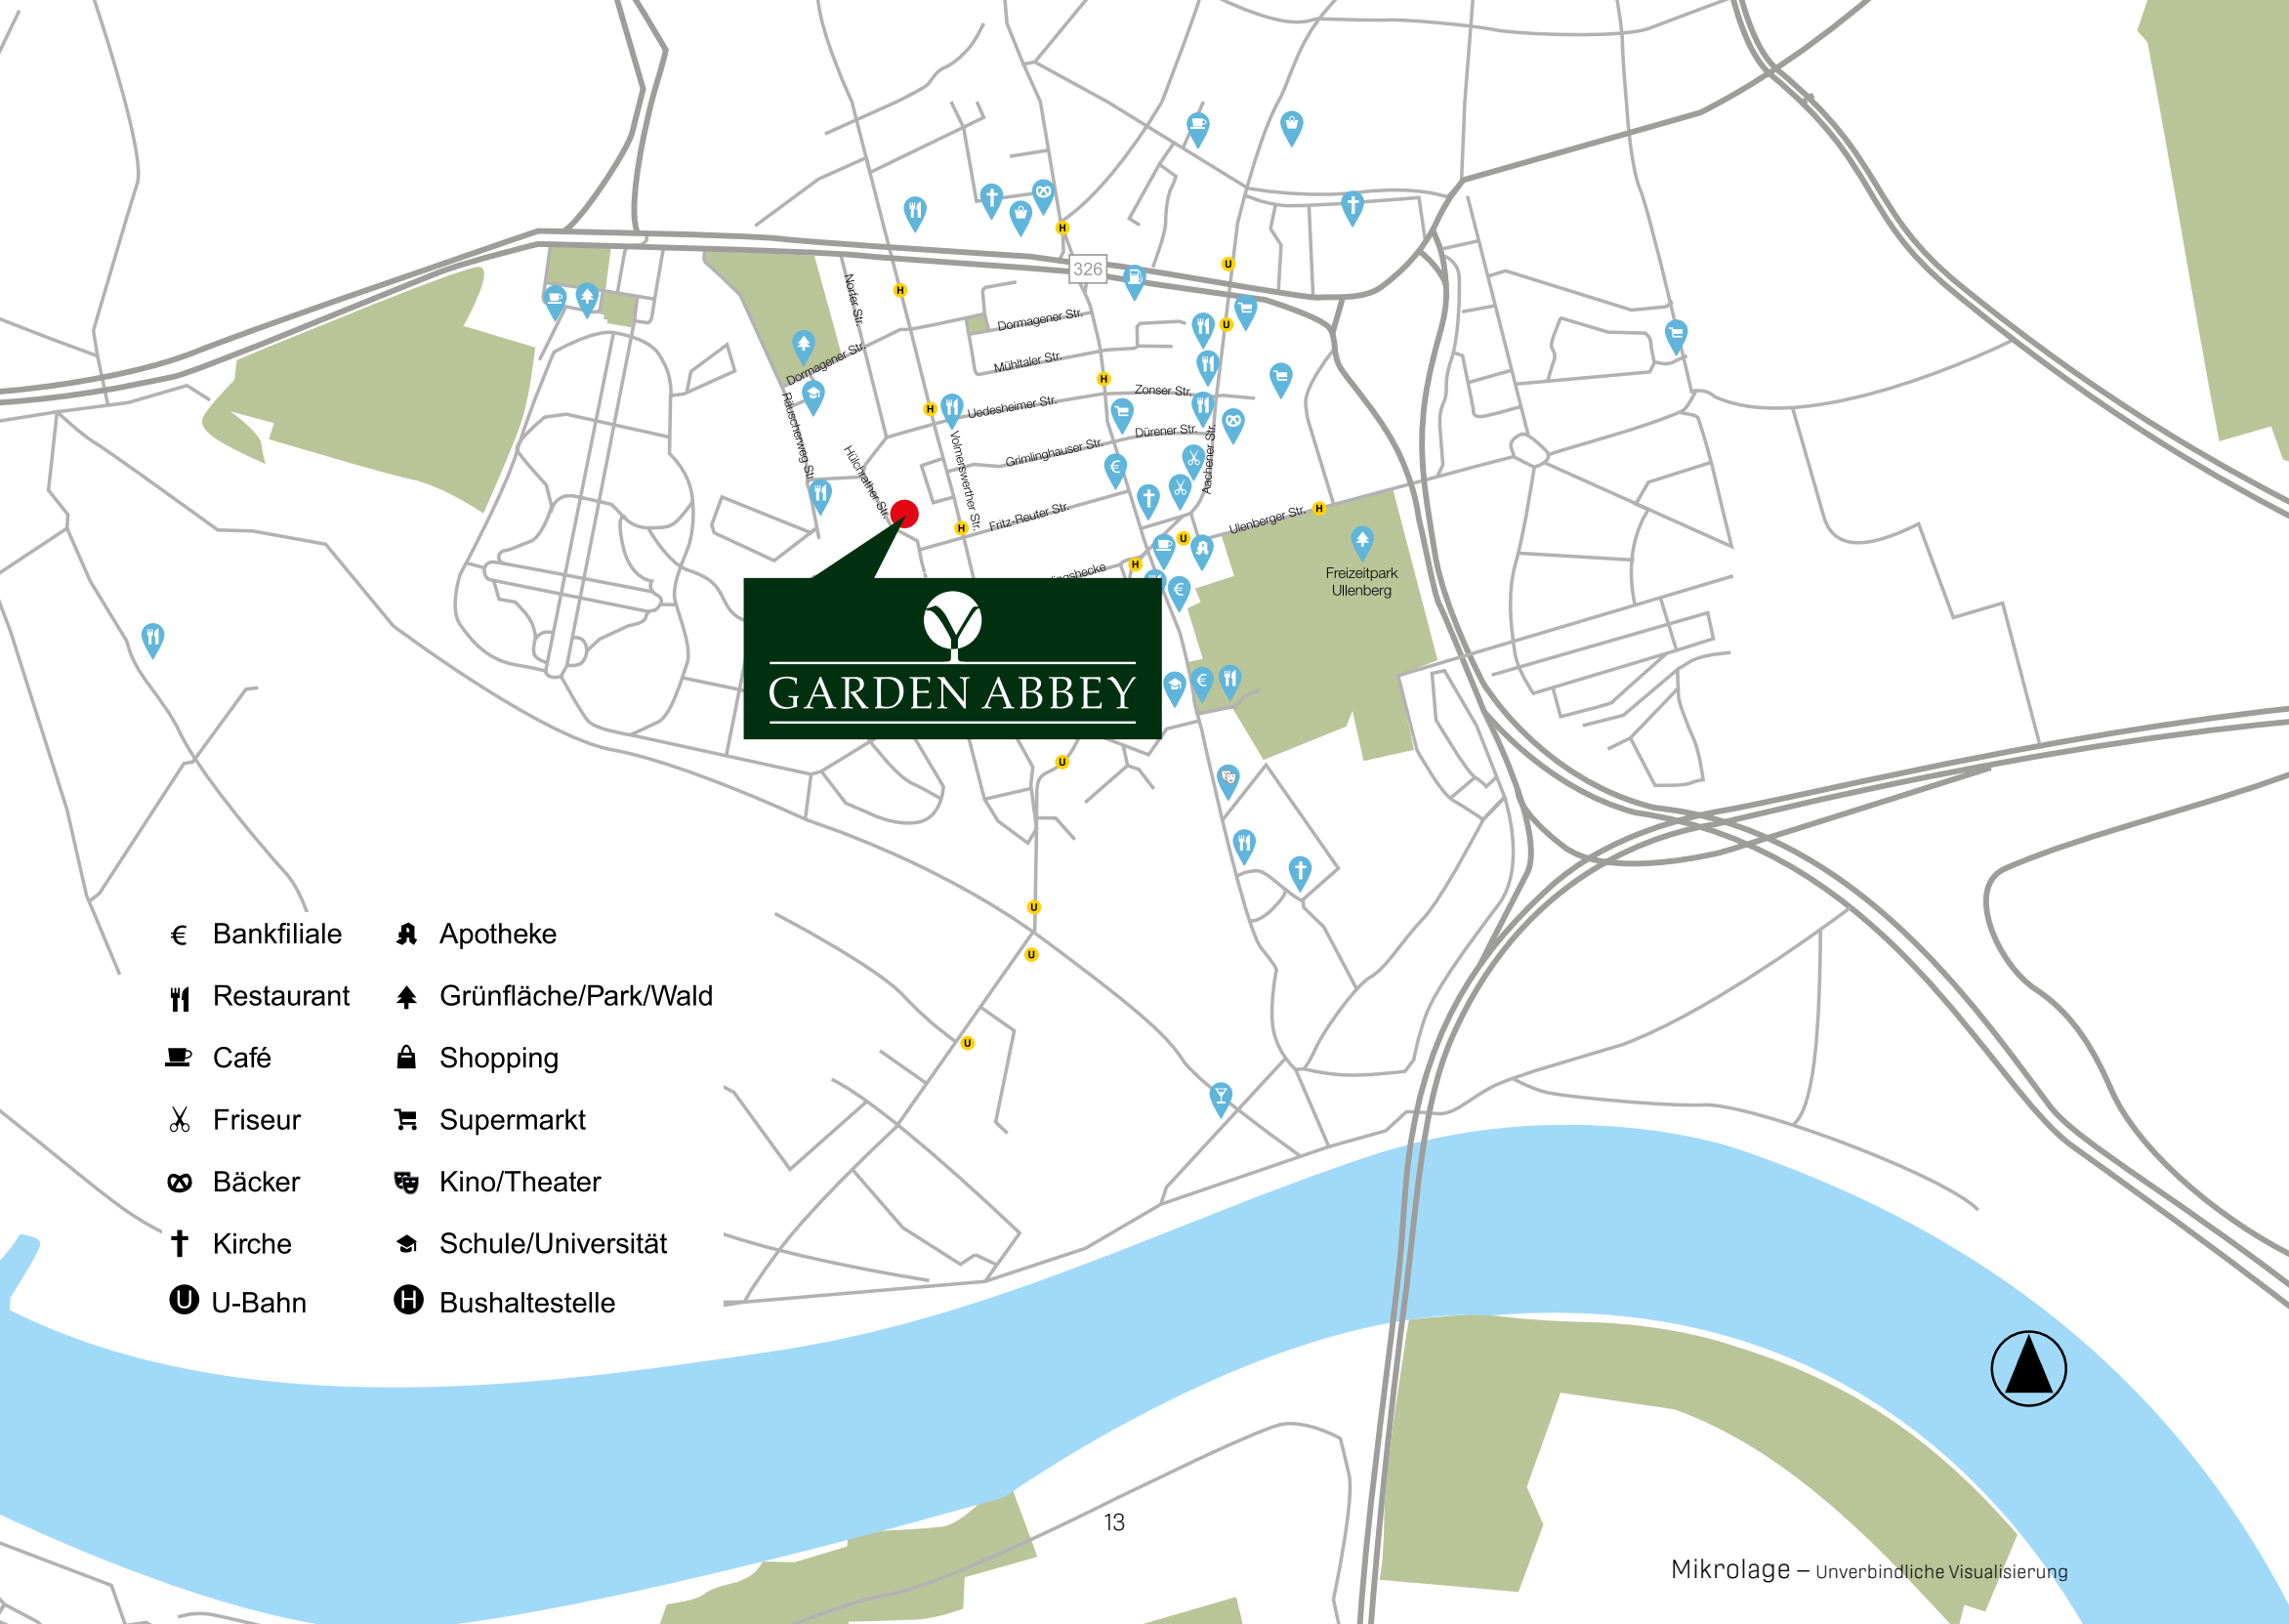 326
Norfer Str.
Dormagener Str.
Dormagener Str.
Mühltaler Str.
Zonser Str.
Uedesheimer Str.
Räuscherweg Str.
Dürener Str.
Grimlinghauser Str.
Aachener Str.
Hülchrather Str.
Volmerswerther Str.
Fritz-Reuter Str.
Ulenberger Str.
Freizeitpark
Ullenberg
GARDEN ABBEY
€ Bankfiliale
Apotheke
Restaurant
Grünfläche/Park/Wald
Café
Shopping
Friseur
Supermarkt
Bäcker
Kino/Theater
Kirche
Schule/Universität
U U-Bahn
H Bushaltestelle
13
Mikrolage – Unverbindliche Visualisierung